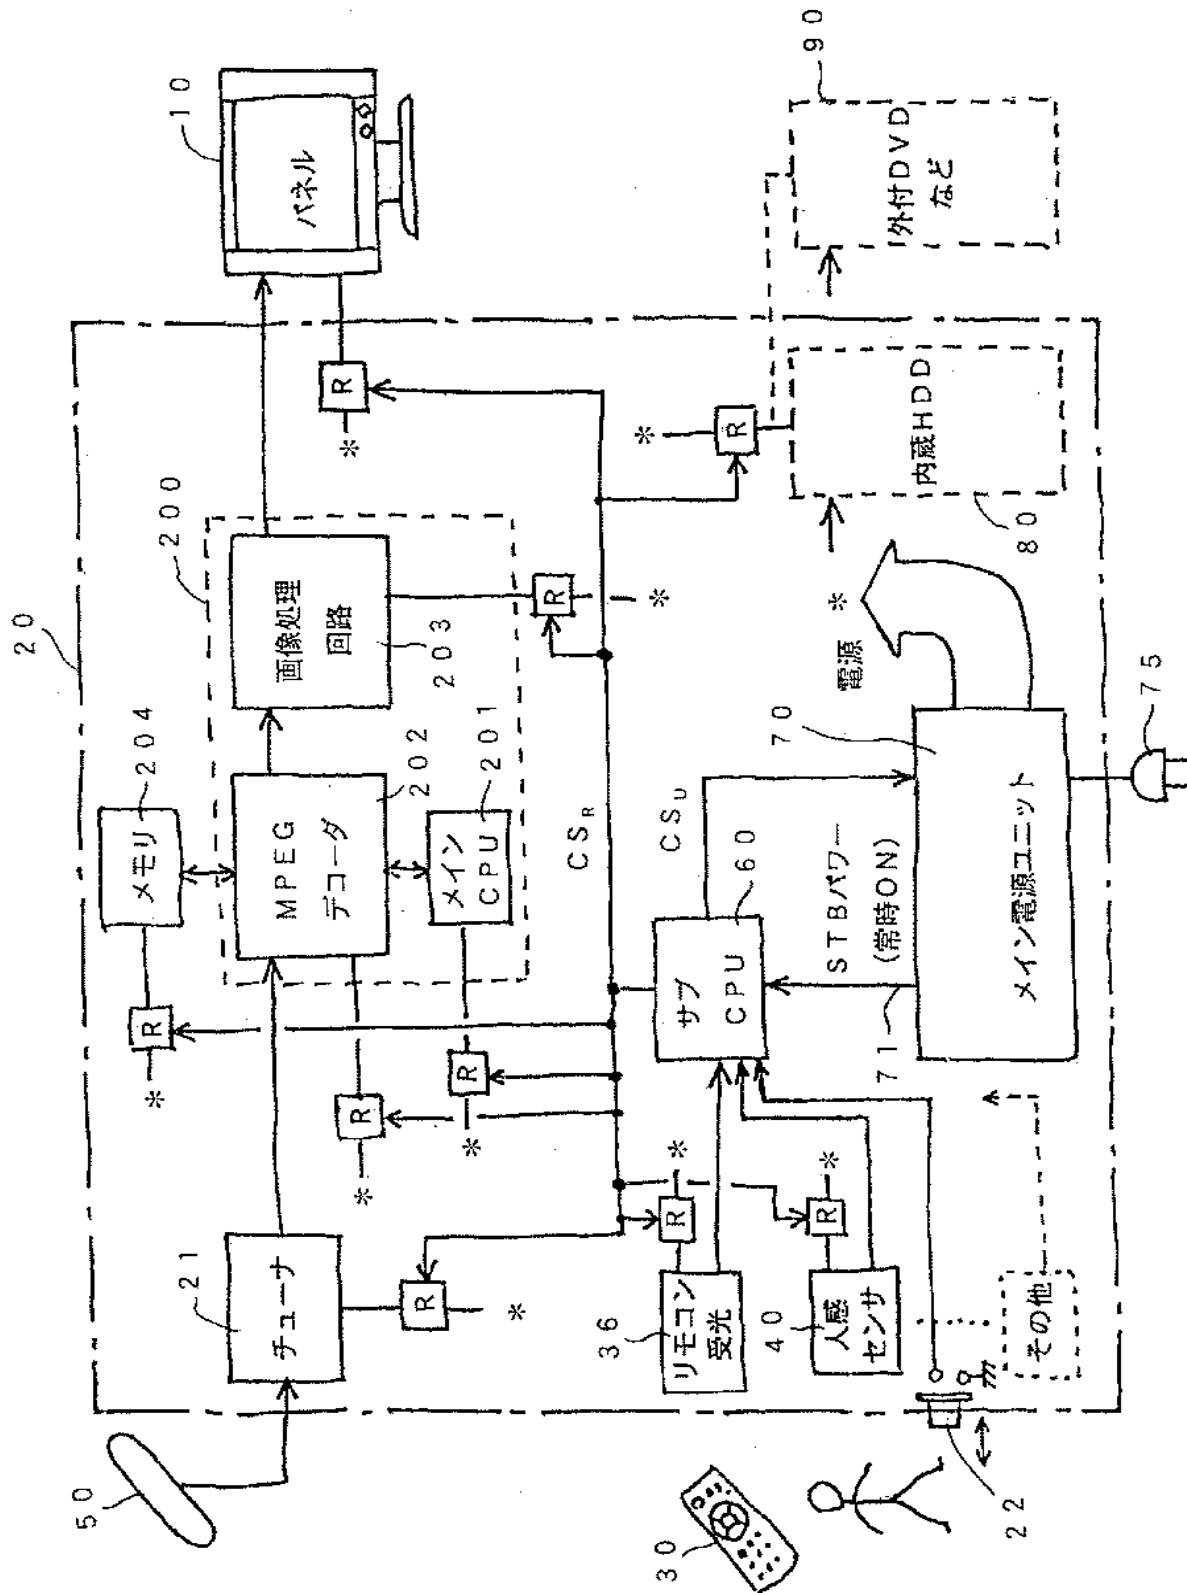 20
50
チューナ
21
R
*
R
*
メモリ
204
MPEG
デコーダ
202
メイン
CPU
201
R
*
R
*
200
画像処理
回路
203
R
*
パネル
10
R
*
CSR
30
リモコン
受光
36
R
*
人感
センサ
40
R
*
22
その他
サブ
CPU
60
CSU
STBパワー
(常時ON)
71
メイン電源ユニット
70
75
電源
*
R
*
内蔵HDD
80
外付DVD
など
90